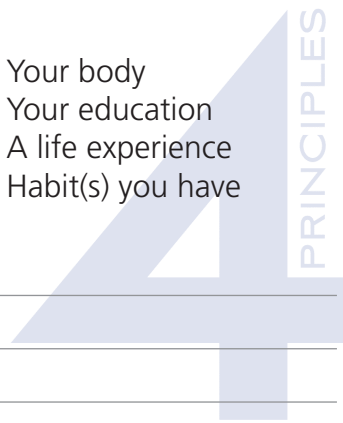 Your body
Your education
A life experience
Habit(s) you have
4
PRINCIPLES